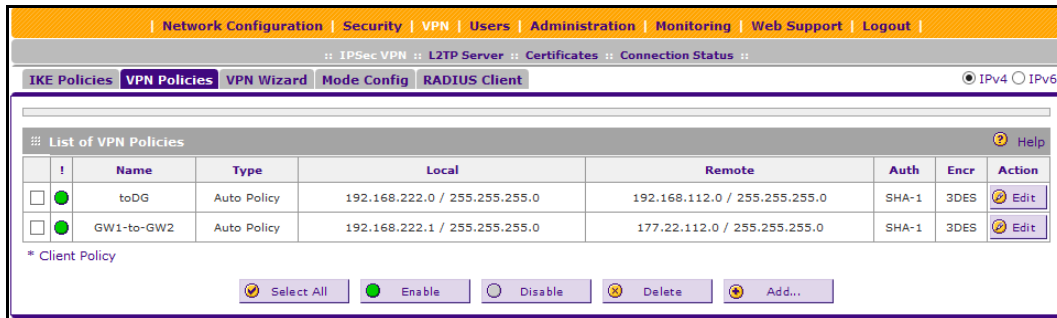 | Network Configuration | Security | VPN | Users | Administration | Monitoring | Web Support | Logout |
:: IPSec VPN :: L2TP Server :: Certificates :: Connection Status ::
IKE Policies VPN Policies VPN Wizard Mode Config RADIUS Client IPv4 IPv6
List of VPN Policies ? Help
! Name Type Local Remote Auth Encr Action
toDG Auto Policy 192.168.222.0 / 255.255.255.0 192.168.112.0 / 255.255.255.0 SHA-1 3DES Edit
GW1-to-GW2 Auto Policy 192.168.222.1 / 255.255.255.0 177.22.112.0 / 255.255.255.0 SHA-1 3DES Edit
* Client Policy
Select All Enable Disable Delete Add...